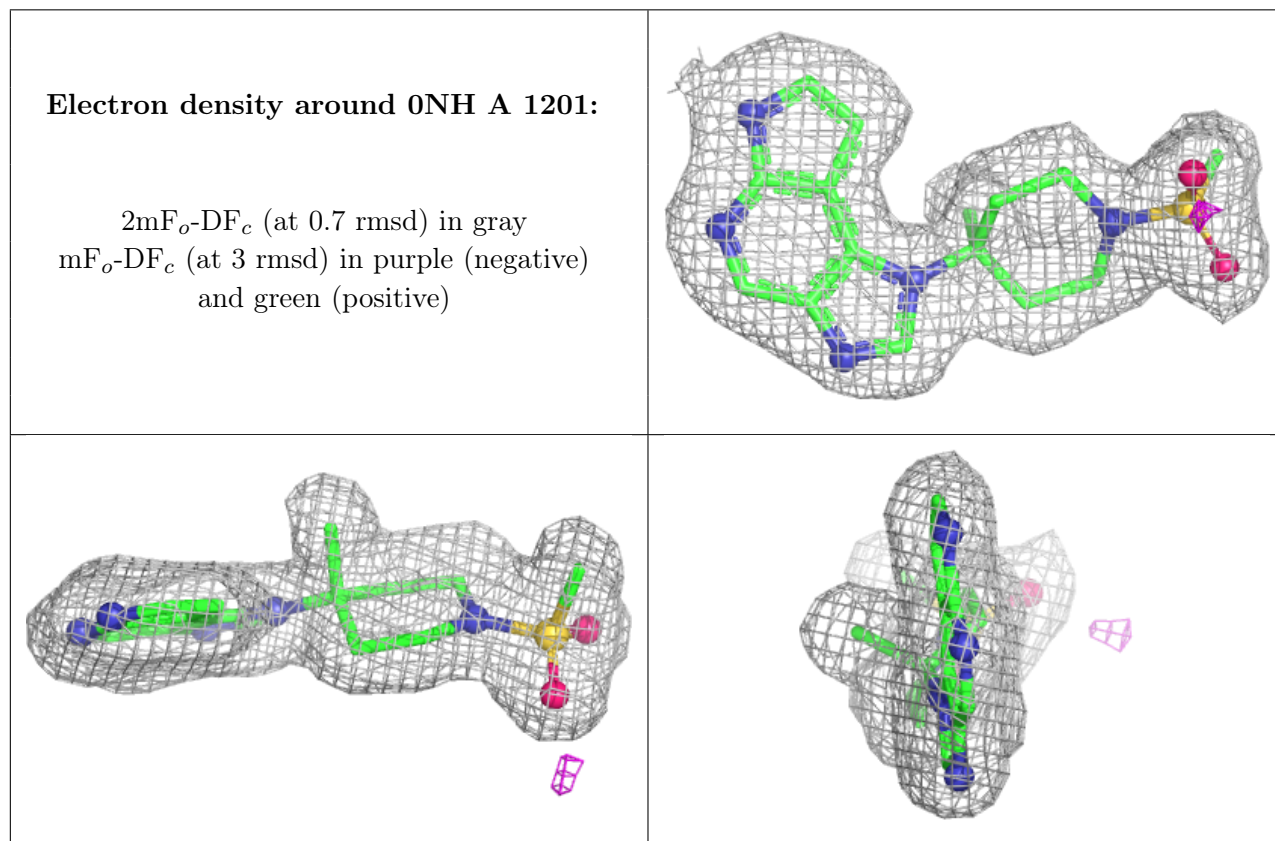 Electron density around 0NH A 1201:
2mFo-DFc (at 0.7 rmsd) in gray
mFo-DFc (at 3 rmsd) in purple (negative)
and green (positive)